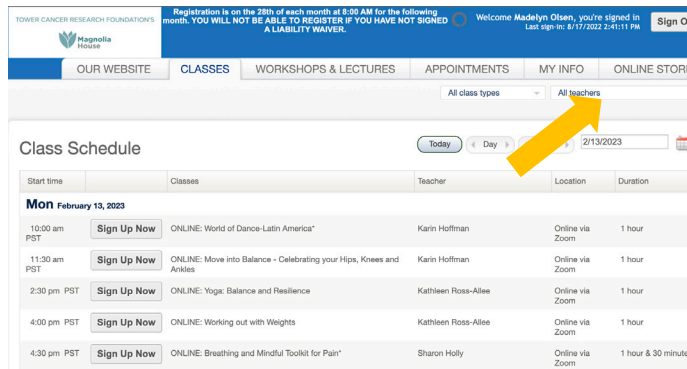 TOWER CANCER RESEARCH FOUNDATION'S
Magnolia
House
Registration is on the 28th of each month at 8:00 AM for the following
month. YOU WILL NOT BE ABLE TO REGISTER IF YOU HAVE NOT SIGNED
A LIABILITY WAIVER.
Welcome Madelyn Olsen, you're signed in
Last sign-in: 8/17/2022 2:41:11 PM
Sign O
OUR WEBSITE CLASSES WORKSHOPS & LECTURES APPOINTMENTS MY INFO ONLINE STOR
All class types All teachers
Class Schedule
Today Day 2/13/2023
Start time Classes Teacher Location Duration
Mon February 13, 2023
10:00 am Sign Up Now ONLINE: World of Dance-Latin America* Karin Hoffman Online via 1 hour
PST Zoom
11:30 am Sign Up Now ONLINE: Move into Balance - Celebrating your Hips, Knees and Karin Hoffman Online via 1 hour
PST Ankles Zoom
2:30 pm PST Sign Up Now ONLINE: Yoga: Balance and Resilience Kathleen Ross-Allee Online via 1 hour
Zoom
4:00 pm PST Sign Up Now ONLINE: Working out with Weights Kathleen Ross-Allee Online via 1 hour
Zoom
4:30 pm PST Sign Up Now ONLINE: Breathing and Mindful Toolkit for Pain* Sharon Holly Online via 1 hour & 30 minute
Zoom